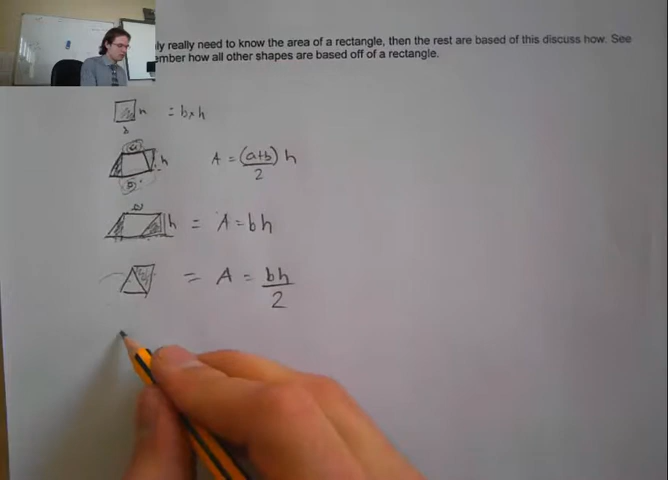 ly really need to know the area of a rectangle, then the rest are based of this discuss how. See
ember how all other shapes are based off of a rectangle.
h = b×h
b
a
h A = (a+b)/2 h
b
h = A = bh
= A = bh/2